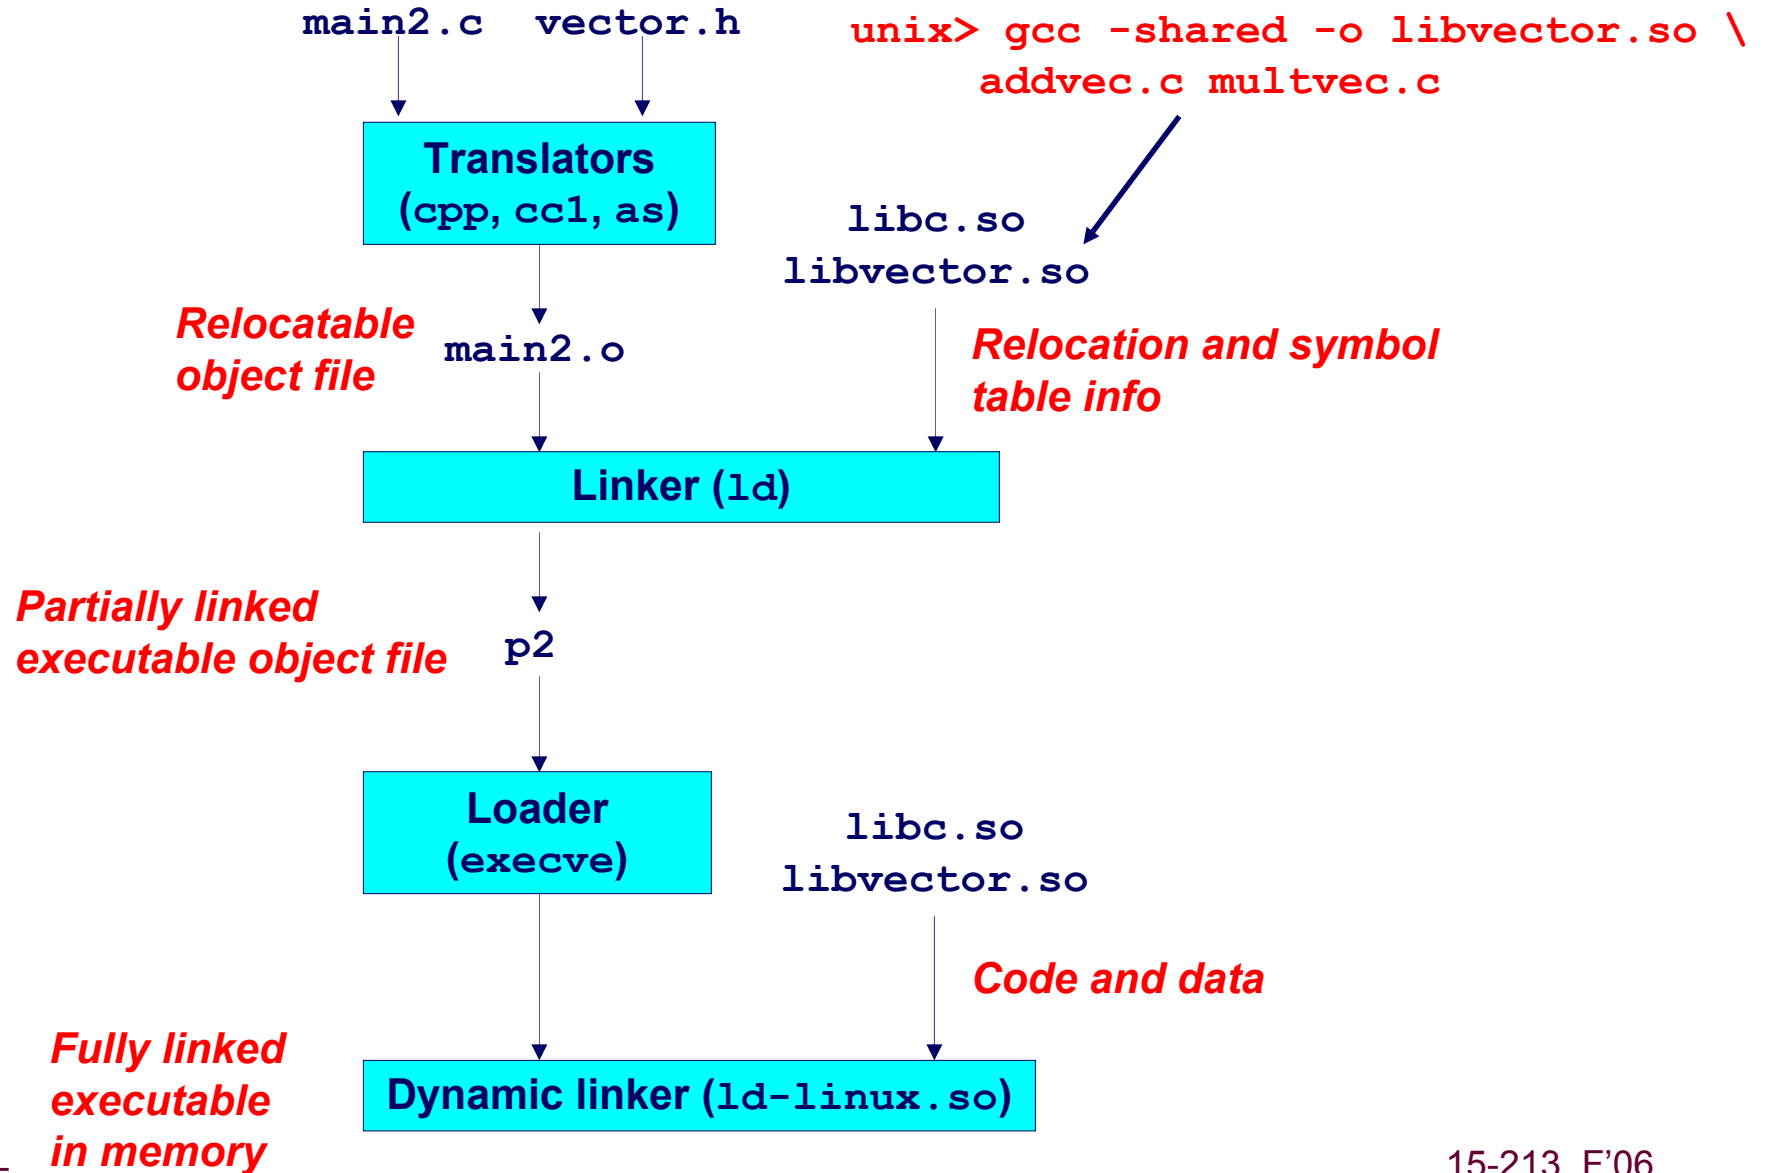 main2.c vector.h
unix> gcc -shared -o libvector.so \
addvec.c multvec.c
Translators
(cpp, cc1, as)
libc.so
libvector.so
Relocatable
object file
main2.o
Relocation and symbol
table info
Linker (ld)
Partially linked
executable object file
p2
Loader
(execve)
libc.so
libvector.so
Code and data
Fully linked
executable
in memory
Dynamic linker (ld-linux.so)
15-213, F'06